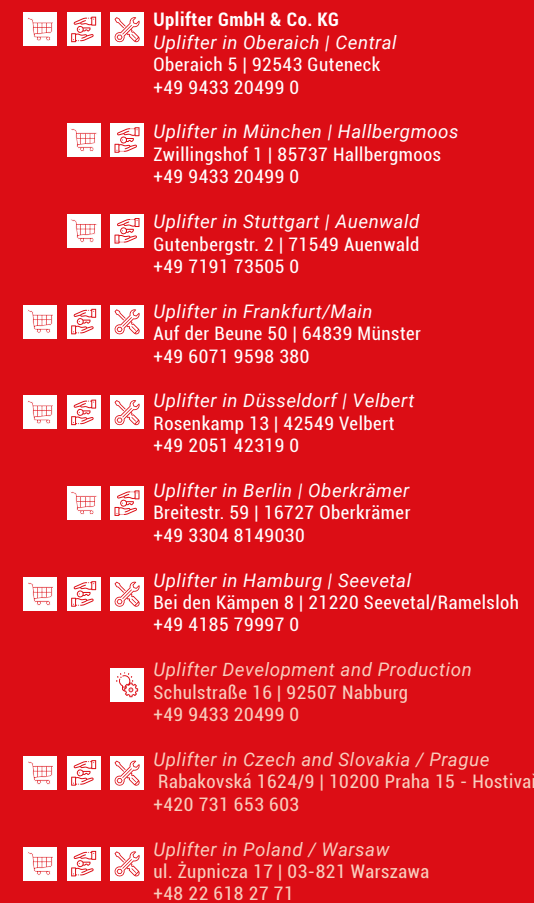 Uplifter GmbH & Co. KG
Uplifter in Oberaich | Central
Oberaich 5 | 92543 Guteneck
+49 9433 20499 0
Uplifter in München | Hallbergmoos
Zwillingshof 1 | 85737 Hallbergmoos
+49 9433 20499 0
Uplifter in Stuttgart | Auenwald
Gutenbergstr. 2 | 71549 Auenwald
+49 7191 73505 0
Uplifter in Frankfurt/Main
Auf der Beune 50 | 64839 Münster
+49 6071 9598 380
Uplifter in Düsseldorf | Velbert
Rosenkamp 13 | 42549 Velbert
+49 2051 42319 0
Uplifter in Berlin | Oberkrämer
Breitestr. 59 | 16727 Oberkrämer
+49 3304 8149030
Uplifter in Hamburg | Seevetal
Bei den Kämpen 8 | 21220 Seevetal/Ramelsloh
+49 4185 79997 0
Uplifter Development and Production
Schulstraße 16 | 92507 Nabburg
+49 9433 20499 0
Uplifter in Czech and Slovakia / Prague
Rabakovská 1624/9 | 10200 Praha 15 - Hostivai
+420 731 653 603
Uplifter in Poland / Warsaw
ul. Żupnicza 17 | 03-821 Warszawa
+48 22 618 27 71